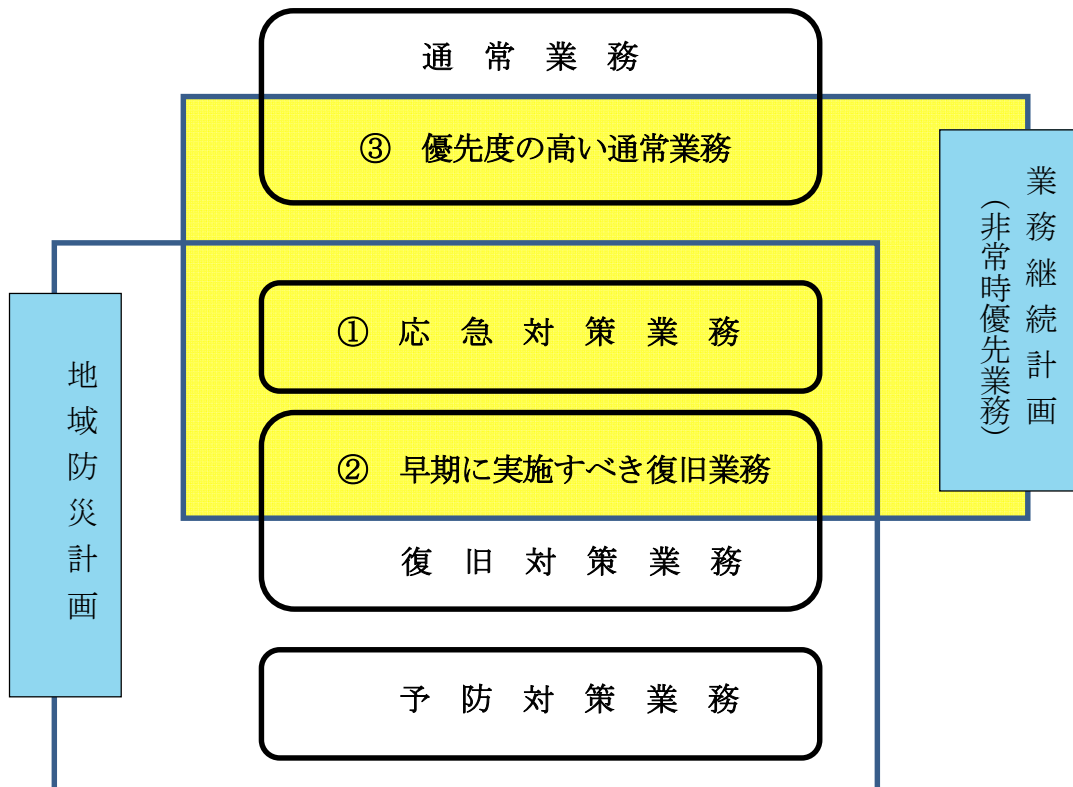 通常業務
③ 優先度の高い通常業務
業務継続計画
(非常時優先業務)
① 応急対策業務
地域防災計画
② 早期に実施すべき復旧業務
復旧対策業務
予防対策業務